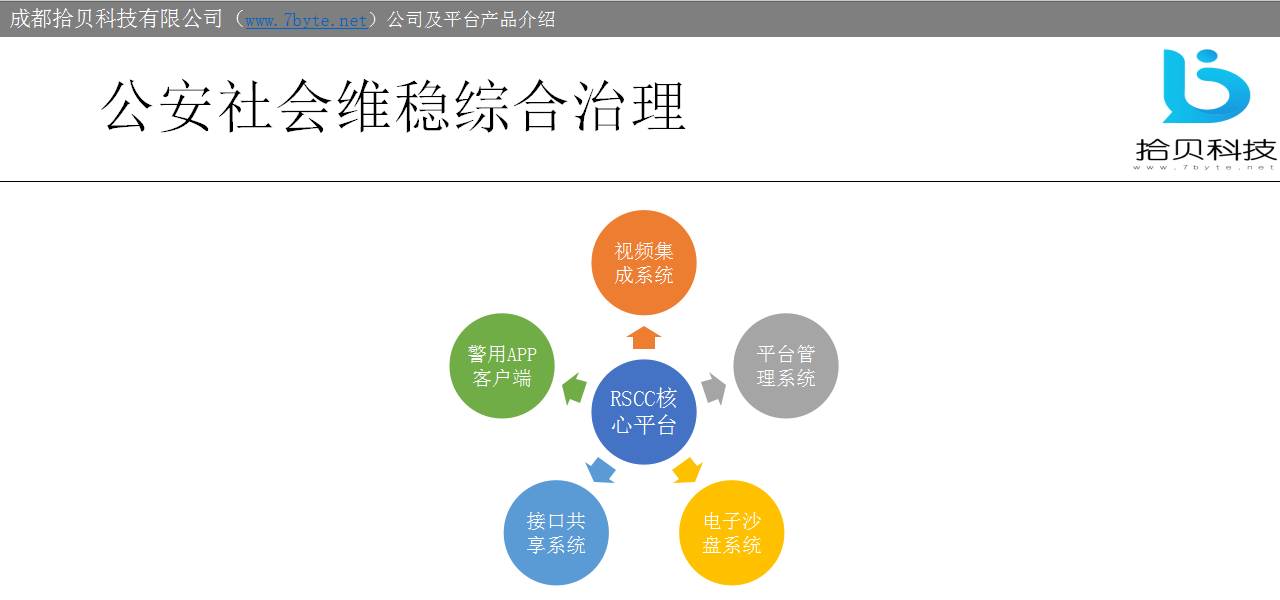 成都拾贝科技有限公司（www.7byte.net）公司及平台产品介绍
公安社会维稳综合治理
拾贝科技
www.7byte.net
视频集
成系统
警用APP
客户端
平台管
理系统
RSCC核
心平台
接口共
享系统
电子沙
盘系统